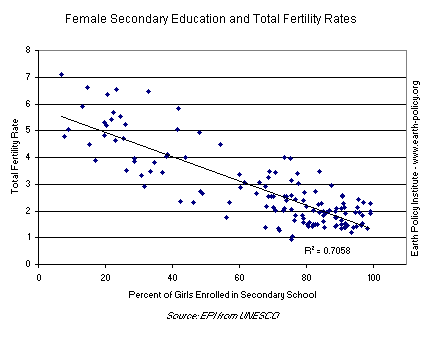 Female Secondary Education and Total Fertility Rates
8
7
6
5
4
3
2
1
0
Total Fertility Rate
0 20 40 60 80 100
R² = 0.7058
Percent of Girls Enrolled in Secondary School
Source: EPI from UNESCO
Earth Policy Institute - www.earth-policy.org